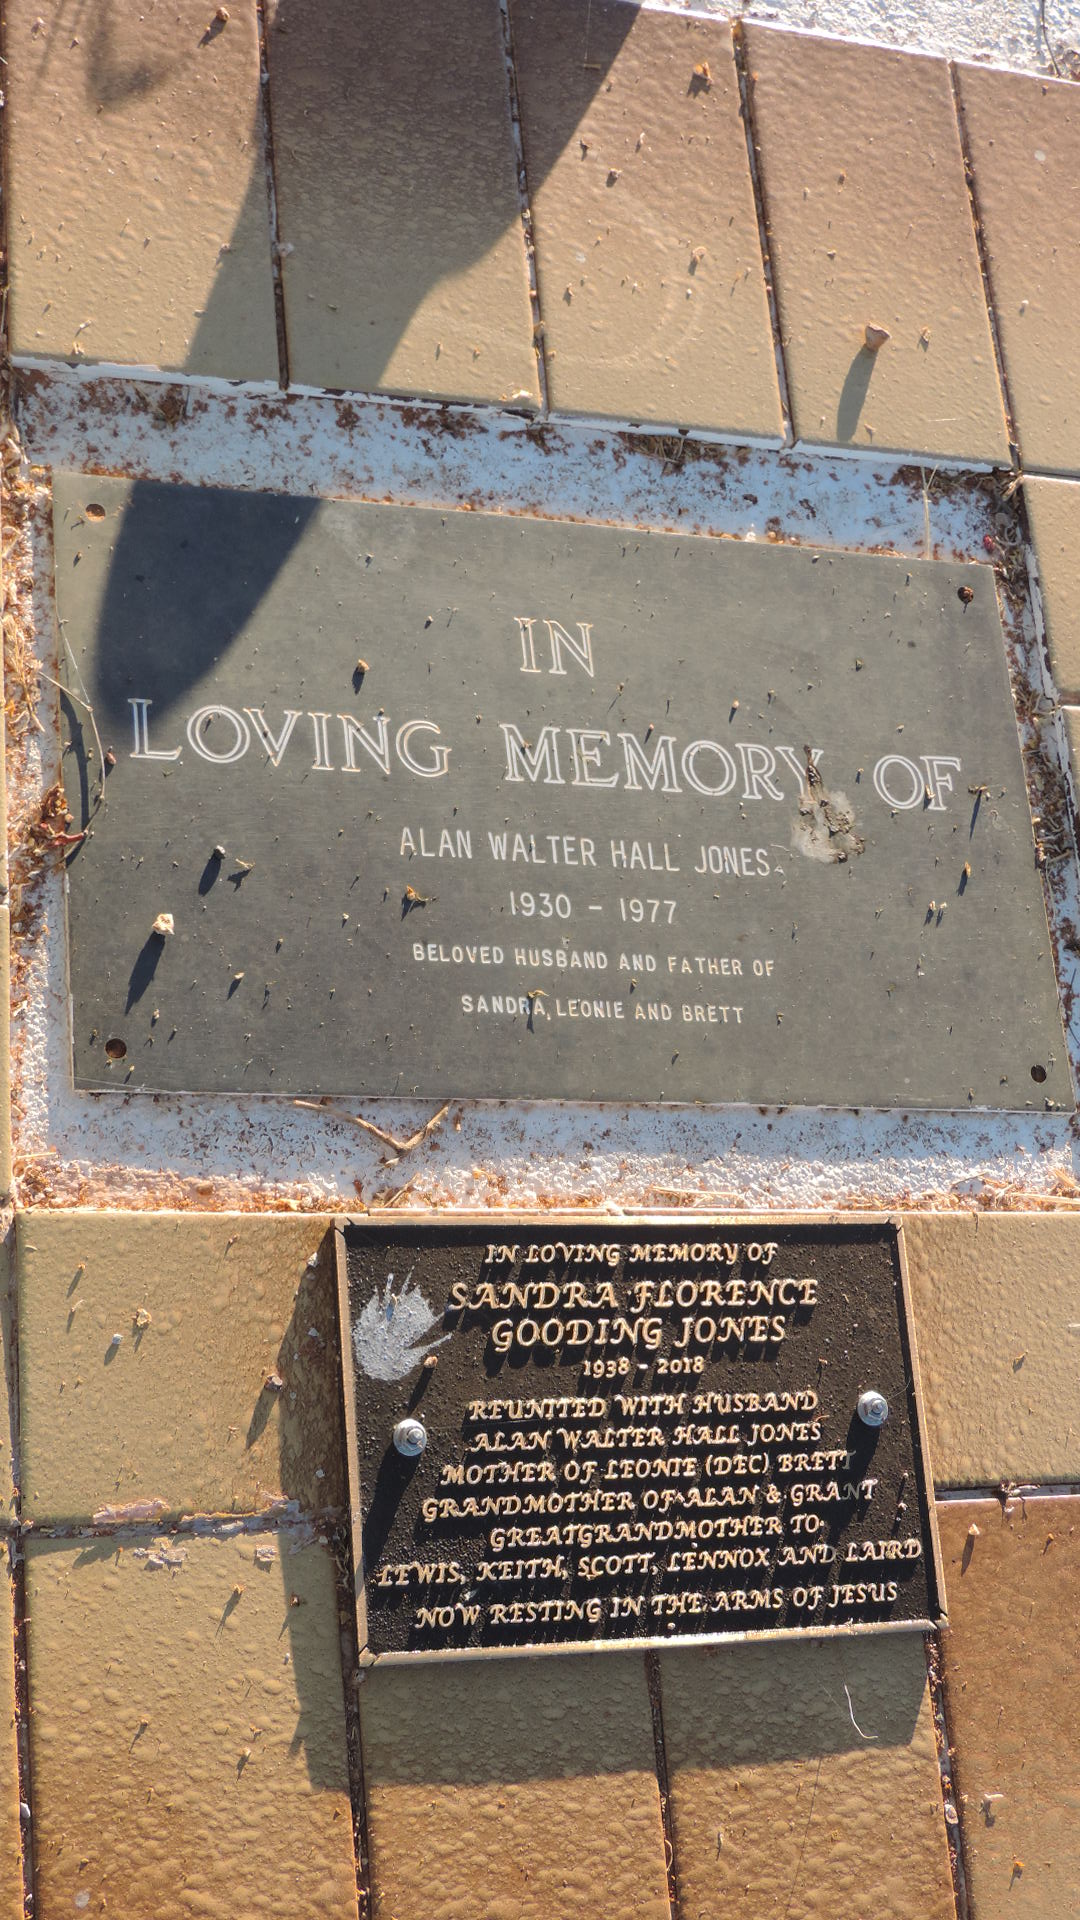 IN
LOVING MEMORY OF
ALAN WALTER HALL JONES
1930 - 1977
BELOVED HUSBAND AND FATHER OF
SANDRA, LEONIE AND BRETT
IN LOVING MEMORY OF
SANDRA FLORENCE
GOODING JONES
1938 - 2018
REUNITED WITH HUSBAND
ALAN WALTER HALL JONES
MOTHER OF LEONIE (DEC) BRETT
GRANDMOTHER OF ALAN & GRANT
GREATGRANDMOTHER TO
LEWIS, KEITH, SCOTT, LENNOX AND LAIRD
NOW RESTING IN THE ARMS OF JESUS